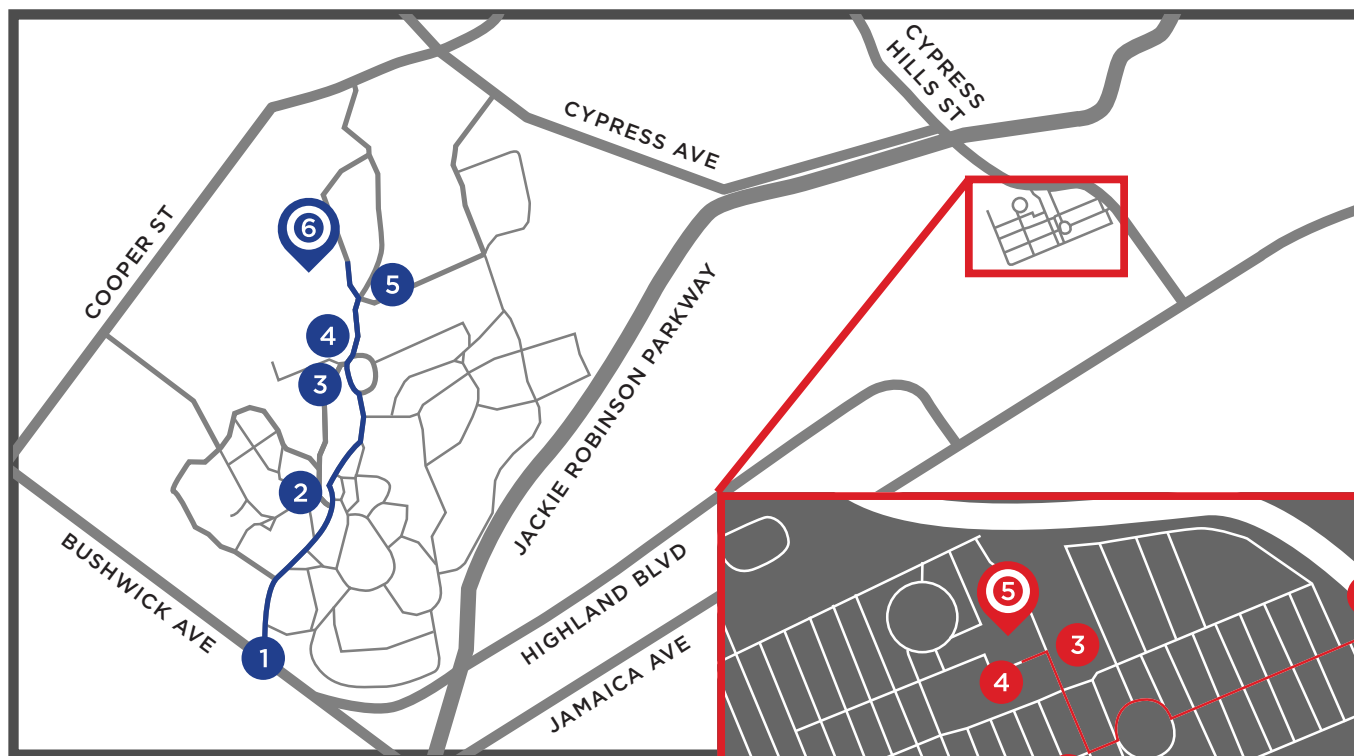 CYPRESS
HILLS ST
CYPRESS AVE
COOPER ST
6
5
4
3
2
1
JACKIE ROBINSON PARKWAY
BUSHWICK AVE
HIGHLAND BLVD
JAMAICA AVE
5
3
4